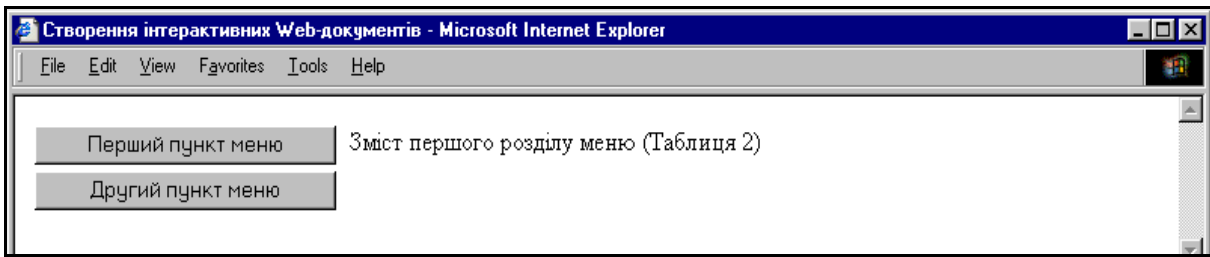 Створення інтерактивних Web-документів - Microsoft Internet Explorer
File Edit View Favorites Tools Help
Перший пункт меню Зміст першого розділу меню (Таблиця 2)
Другий пункт меню